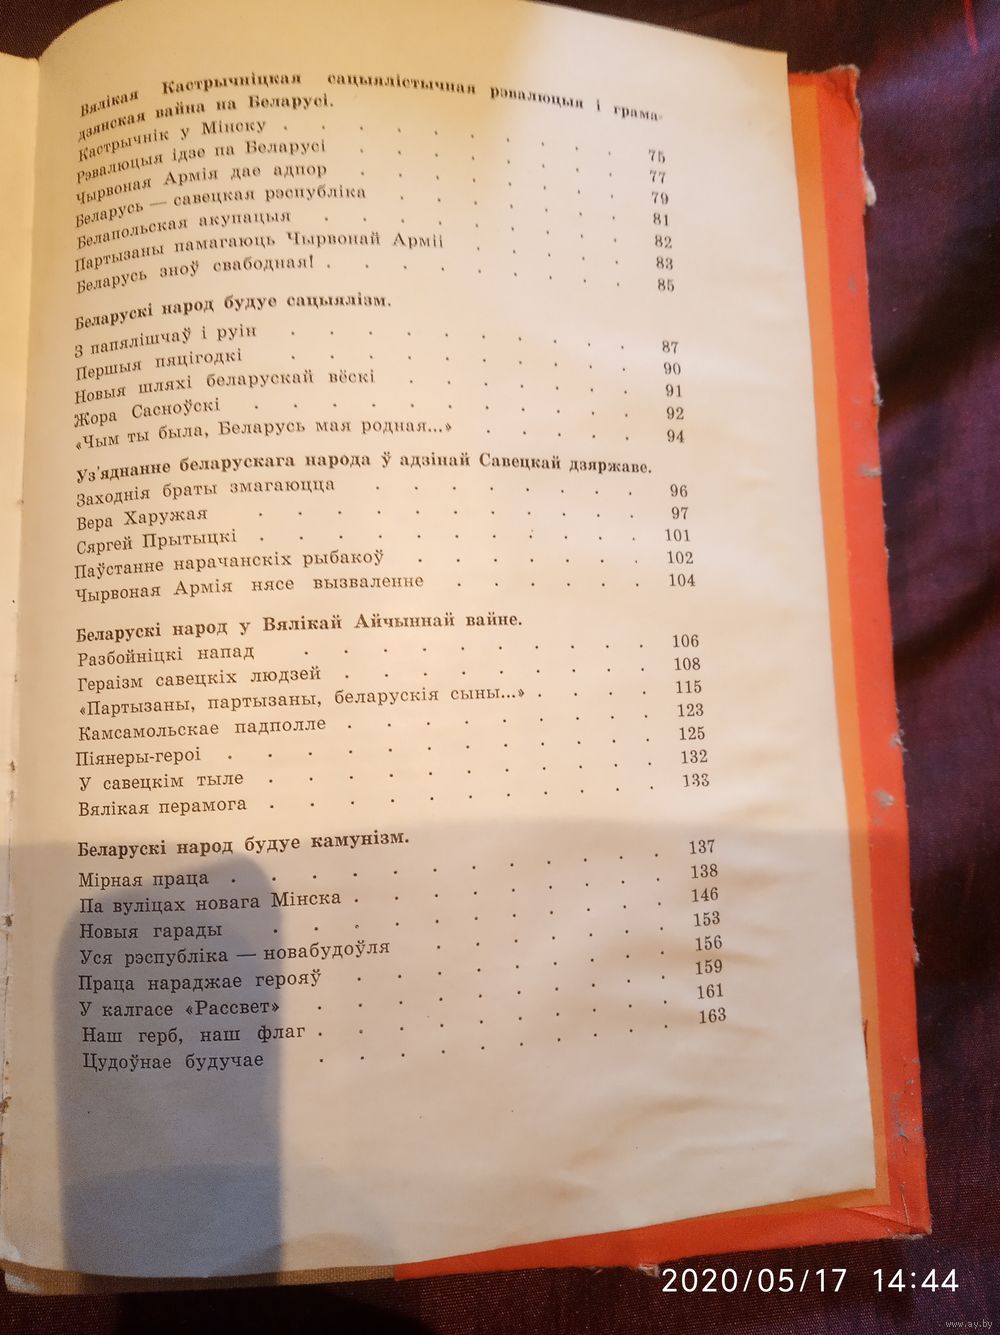 Вялікая Кастрычніцкая сацыялістычная рэвалюцыя і грама-
дзянская вайна на Беларусі.
Кастрычнік у Мінску . . . . . . . . 75
Рэвалюцыя ідзе па Беларусі . . . . . . . 77
Чырвоная Армія дае адпор . . . . . . . 79
Беларусь — савецкая рэспубліка . . . . . . 81
Белапольская акупацыя . . . . . . . 82
Партызаны памагаюць Чырвонай Арміі . . . . . 83
Беларусь зноў свабодная! . . . . . . . . 85
Беларускі народ будуе сацыялізм.
З папялішчаў і руін . . . . . . . . 87
Першыя пяцігодкі . . . . . . . . 90
Новыя шляхі беларускай вёскі . . . . . . 91
Жора Сасноўскі . . . . . . . . . 92
«Чым ты была, Беларусь мая родная...» . . . . 94
Уз'яднанне беларускага народа ў адзінай Савецкай дзяржаве.
Заходнія браты змагаюцца . . . . . . . 96
Вера Харужая . . . . . . . . . . 97
Сяргей Прытыцкі . . . . . . . . . . 101
Паўстанне нарачанскіх рыбакоў . . . . . . 102
Чырвоная Армія нясе вызваленне . . . . . 104
Беларускі народ у Вялікай Айчыннай вайне.
Разбойніцкі напад . . . . . . . . . 106
Гераізм савецкіх людзей . . . . . . . . 108
«Партызаны, партызаны, беларускія сыны...» . . . . 115
Камсамольскае падполле . . . . . . . . 123
Піянеры-героі . . . . . . . . . . . 125
У савецкім тыле . . . . . . . . . . 132
Вялікая перамога . . . . . . . . . . 133
Беларускі народ будуе камунізм.
Мірная праца . . . . . . . . . . . 137
Па вуліцах новага Мінска . . . . . . . . 138
Новыя гарады . . . . . . . . . . 146
Уся рэспубліка — новабудоўля . . . . . . 153
Праца нараджае герояў . . . . . . . . 156
У калгасе «Рассвет» . . . . . . . . 159
Наш герб, наш флаг . . . . . . . . . 161
Цудоўнае будучае . . . . . . . . . 163
2020/05/17 14:44
www.ay.by